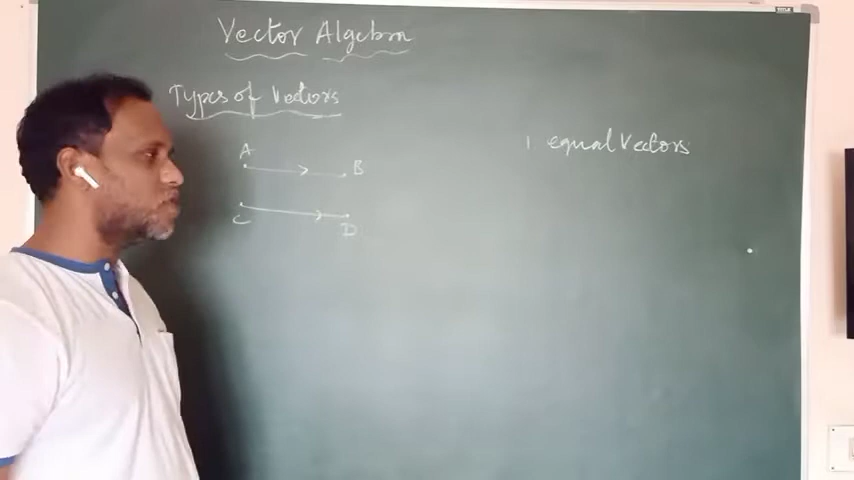 Vector Algebra
Types of Vectors
1 equal Vectors
A
B
C
D